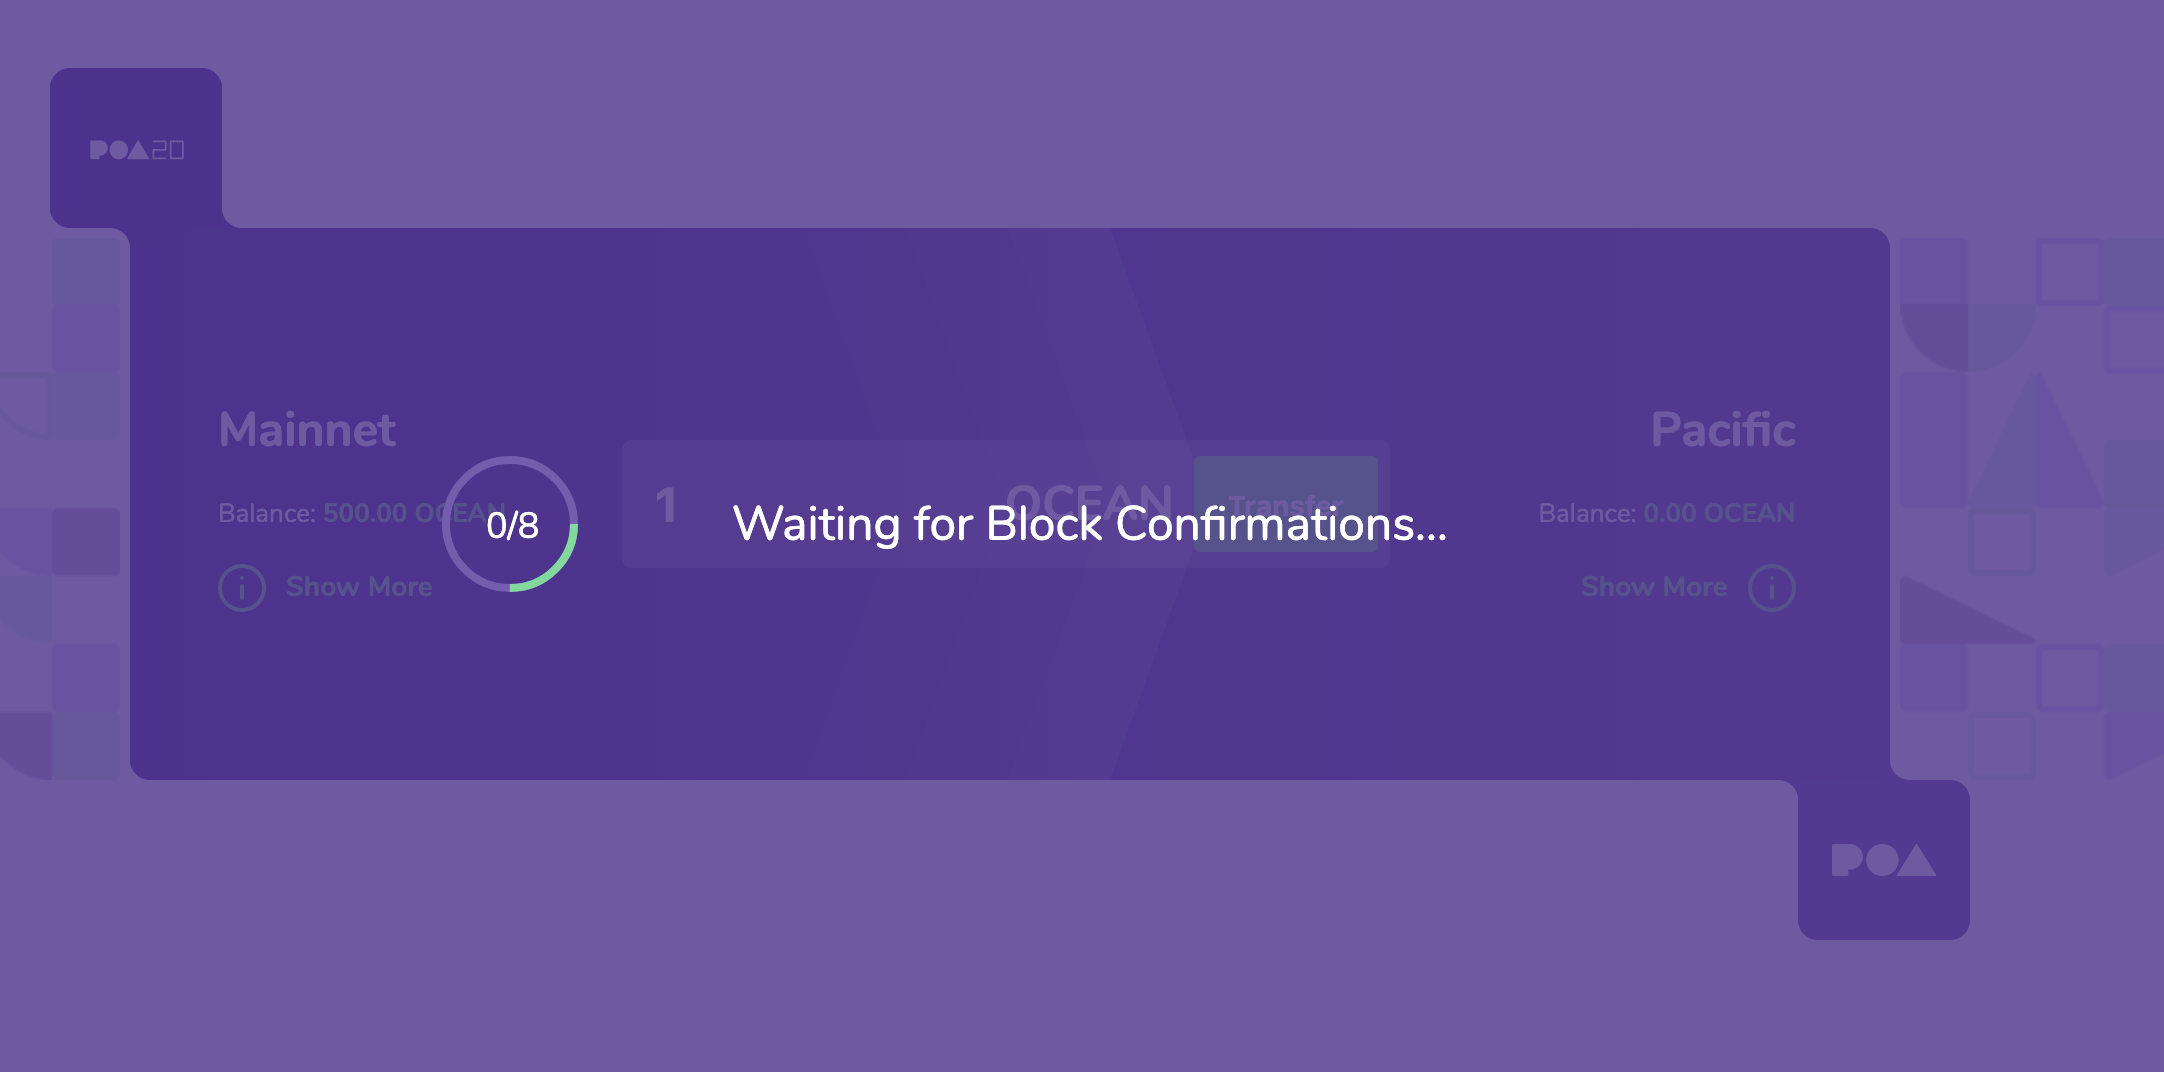 POA20
Mainnet
Pacific
Balance: 500.00 OCEAN
0/8
1
OCEAN
Transfer
Waiting for Block Confirmations...
Balance: 0.00 OCEAN
Show More
Show More
POA